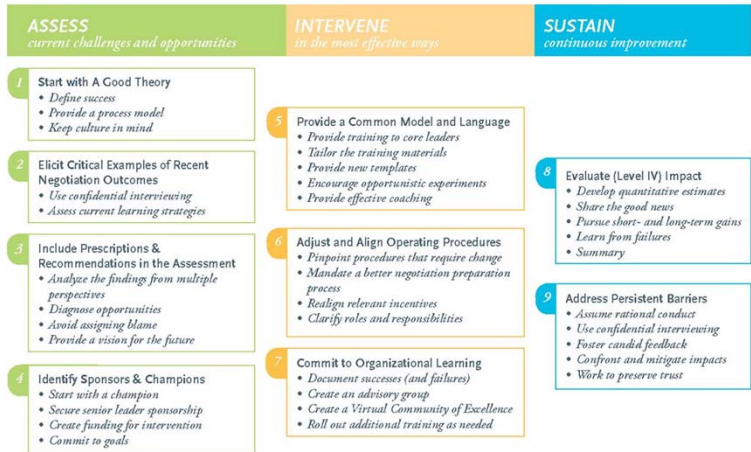 ASSESS
current challenges and opportunities
1
Start with A Good Theory
• Define success
• Provide a process model
• Keep culture in mind
2
Elicit Critical Examples of Recent
Negotiation Outcomes
• Use confidential interviewing
• Assess current learning strategies
3
Include Prescriptions &
Recommendations in the Assessment
• Analyze the findings from multiple
perspectives
• Diagnose opportunities
• Avoid assigning blame
• Provide a vision for the future
4
Identify Sponsors & Champions
• Start with a champion
• Secure senior leader sponsorship
• Create funding for intervention
• Commit to goals
INTERVENE
in the most effective ways
5
Provide a Common Model and Language
• Provide training to core leaders
• Tailor the training materials
• Provide new templates
• Encourage opportunistic experiments
• Provide effective coaching
6
Adjust and Align Operating Procedures
• Pinpoint procedures that require change
• Mandate a better negotiation preparation
process
• Realign relevant incentives
• Clarify roles and responsibilities
7
Commit to Organizational Learning
• Document successes (and failures)
• Create an advisory group
• Create a Virtual Community of Excellence
• Roll out additional training as needed
SUSTAIN
continuous improvement
8
Evaluate (Level IV) Impact
• Develop quantitative estimates
• Share the good news
• Pursue short- and long-term gains
• Learn from failures
• Summary
9
Address Persistent Barriers
• Assume rational conduct
• Use confidential interviewing
• Foster candid feedback
• Confront and mitigate impacts
• Work to preserve trust